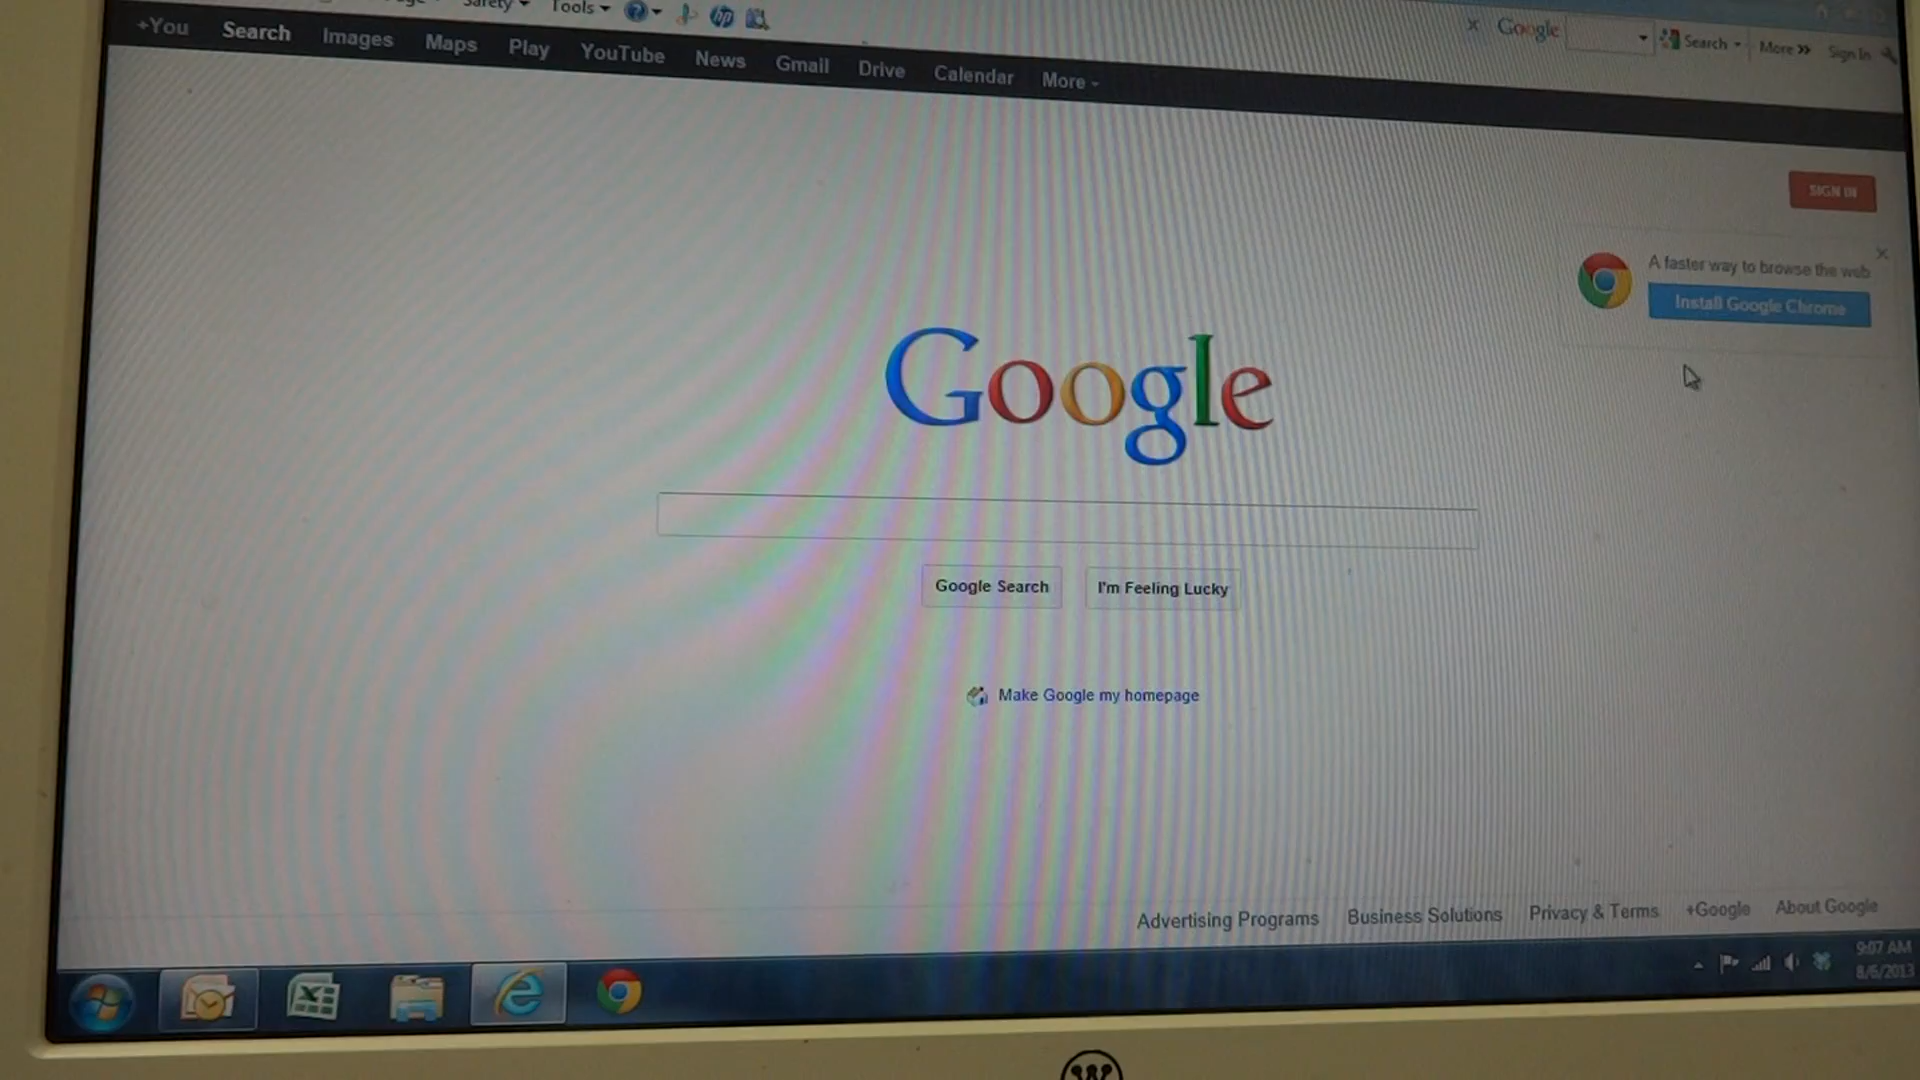 Safety Tools
Google Search More » Sign In
+You Search Images Maps Play YouTube News Gmail Drive Calendar More
SIGN IN
A faster way to browse the web
Install Google Chrome
Google
Google Search I'm Feeling Lucky
Make Google my homepage
Advertising Programs Business Solutions Privacy & Terms +Google About Google
9:07 AM
8/6/2013